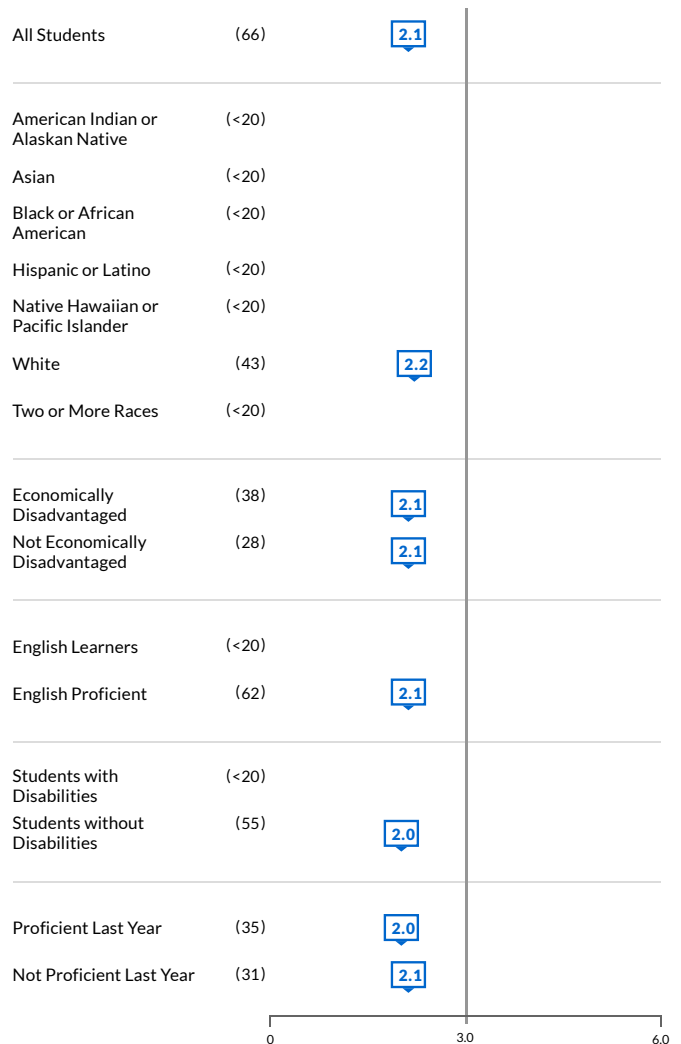 All Students (66) 2.1
American Indian or (<20)
Alaskan Native
Asian (<20)
Black or African (<20)
American
Hispanic or Latino (<20)
Native Hawaiian or (<20)
Pacific Islander
White (43) 2.2
Two or More Races (<20)
Economically (38) 2.1
Disadvantaged
Not Economically (28) 2.1
Disadvantaged
English Learners (<20)
English Proficient (62) 2.1
Students with (<20)
Disabilities
Students without (55) 2.0
Disabilities
Proficient Last Year (35) 2.0
Not Proficient Last Year (31) 2.1
0 3.0 6.0